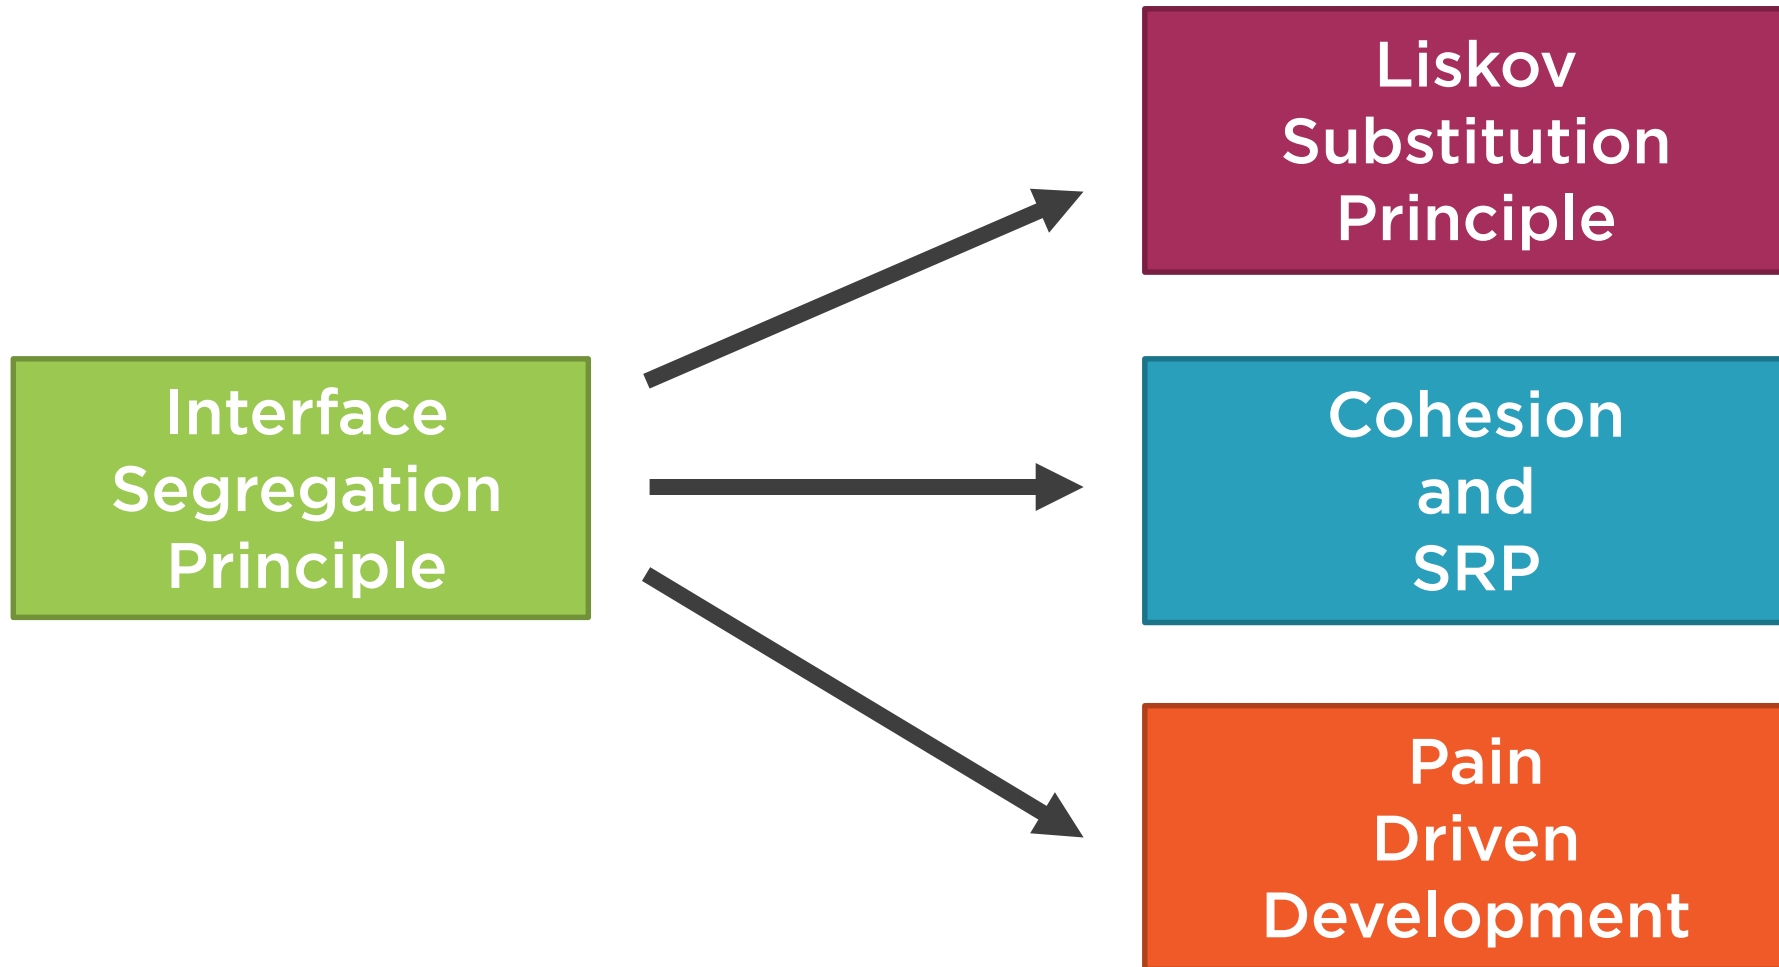 Interface
Segregation
Principle
Liskov
Substitution
Principle
Cohesion
and
SRP
Pain
Driven
Development